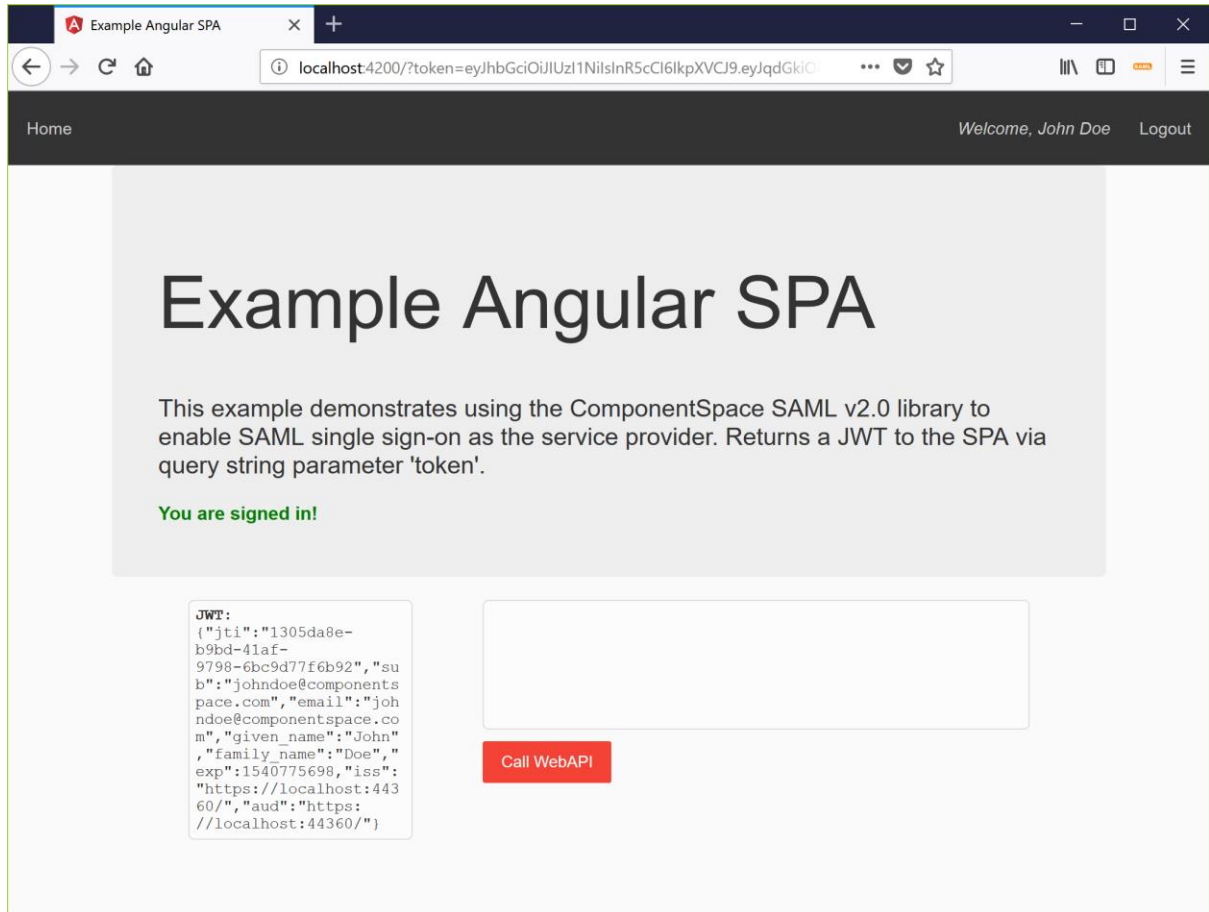 Example Angular SPA
localhost:4200/?token=eyJhbGciOiJIUzI1NiIsInR5cCI6IkpXVCJ9.eyJqdGkiO
Home
Welcome, John Doe
Logout
Example Angular SPA
This example demonstrates using the ComponentSpace SAML v2.0 library to
enable SAML single sign-on as the service provider. Returns a JWT to the SPA via
query string parameter 'token'.
You are signed in!
JWT:
{"jti":"1305da8e-
b9bd-41af-
9798-6bc9d77f6b92","su
b":"johndoe@components
pace.com","email":"joh
ndoe@componentspace.co
m","given_name":"John"
,"family_name":"Doe","
exp":1540775698,"iss":
"https://localhost:443
60/","aud":"https:
//localhost:44360/"}
Call WebAPI